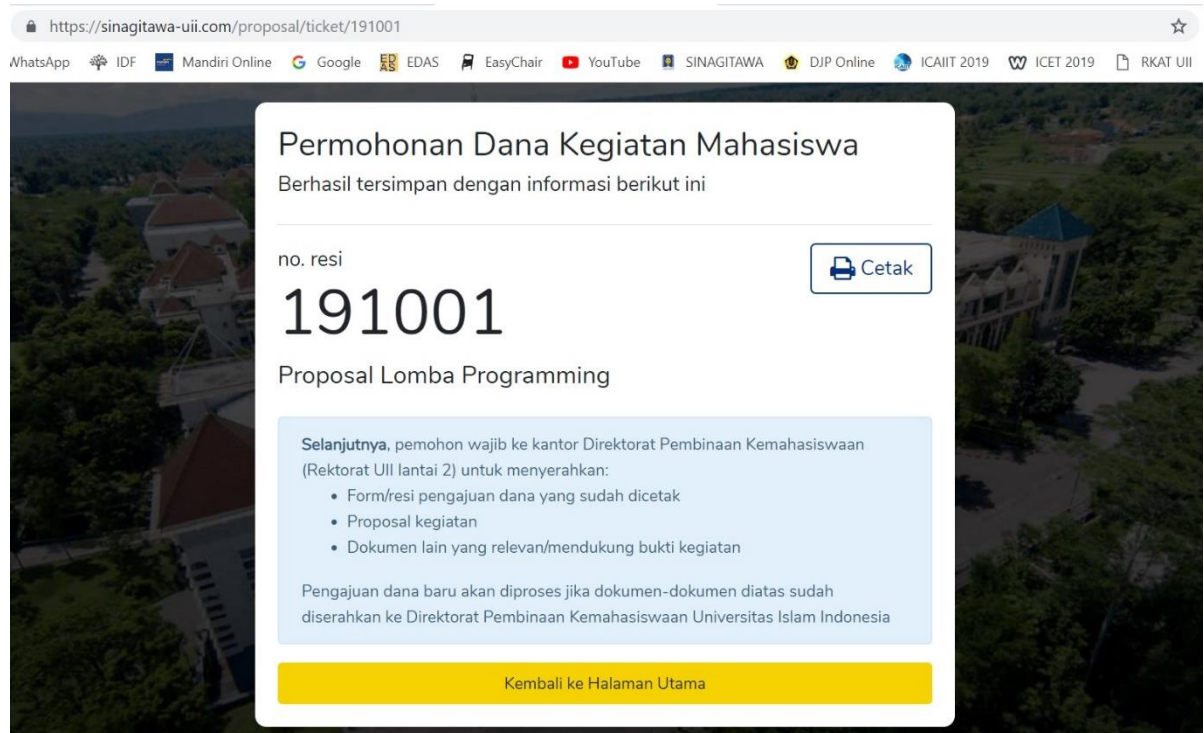 https://sinagitawa-uii.com/proposal/ticket/191001
WhatsApp IDF Mandiri Online Google EDAS EasyChair YouTube SINAGITAWA DJP Online ICAIIT 2019 ICET 2019 RKAT UII
Permohonan Dana Kegiatan Mahasiswa
Berhasil tersimpan dengan informasi berikut ini
no. resi
Cetak
191001
Proposal Lomba Programming
Selanjutnya, pemohon wajib ke kantor Direktorat Pembinaan Kemahasiswaan
(Rektorat UII lantai 2) untuk menyerahkan:
• Form/resi pengajuan dana yang sudah dicetak
• Proposal kegiatan
• Dokumen lain yang relevan/mendukung bukti kegiatan
Pengajuan dana baru akan diproses jika dokumen-dokumen diatas sudah
diserahkan ke Direktorat Pembinaan Kemahasiswaan Universitas Islam Indonesia
Kembali ke Halaman Utama